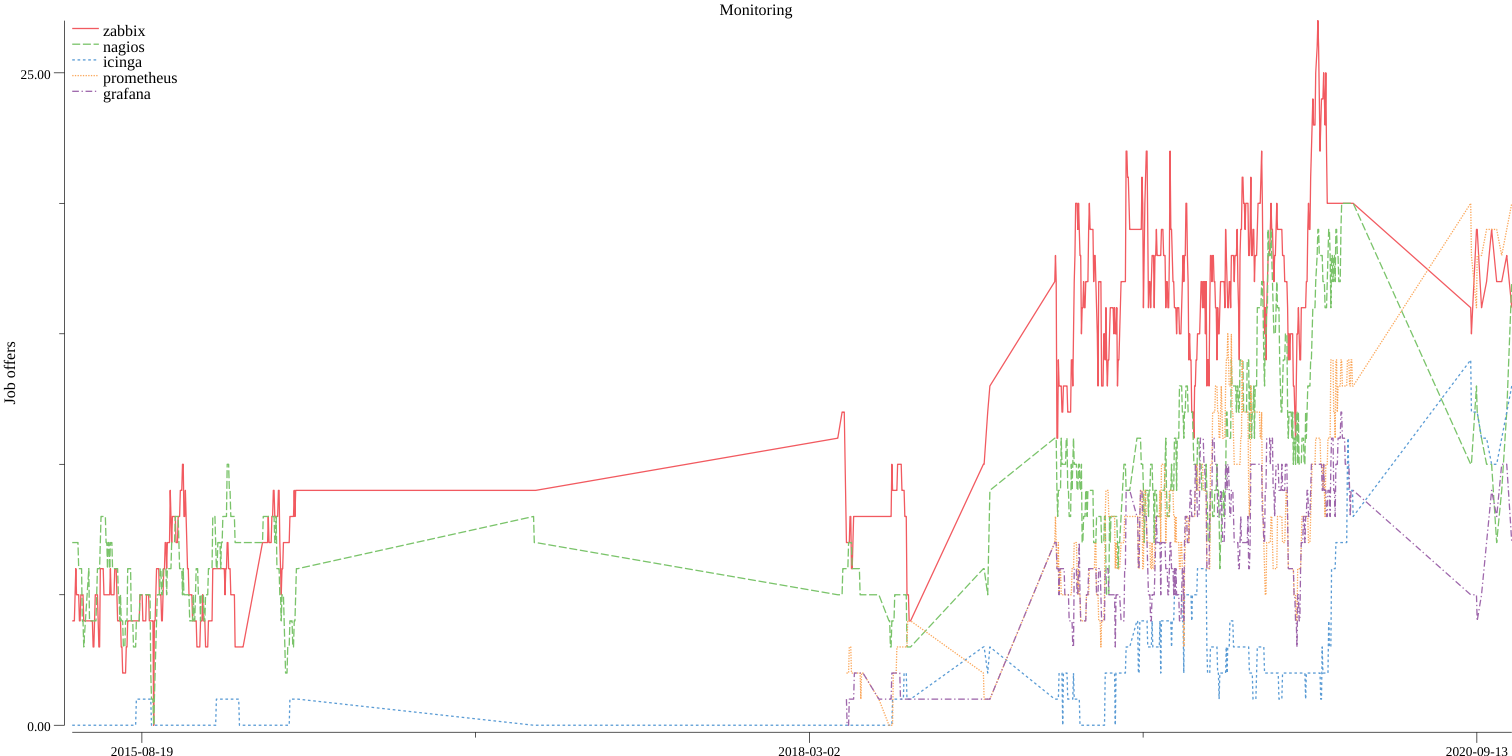 Monitoring
zabbix
nagios
icinga
prometheus
grafana
25.00
Job offers
0.00
2015-08-19
2018-03-02
2020-09-13